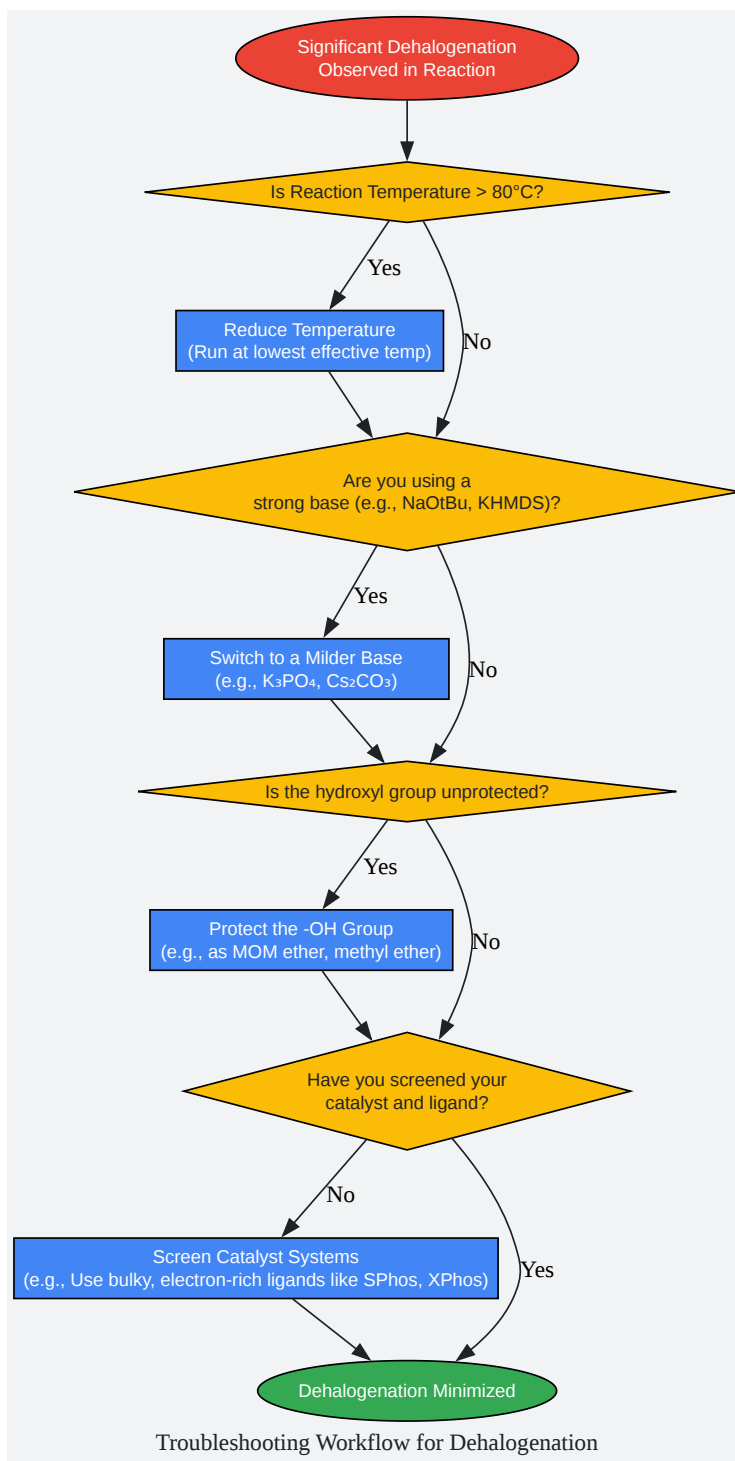 Significant Dehalogenation
Observed in Reaction
Is Reaction Temperature > 80°C?
Yes
Reduce Temperature
(Run at lowest effective temp)
No
Are you using a
strong base (e.g., NaOtBu, KHMDS)?
Yes
Switch to a Milder Base
(e.g., K₃PO₄, Cs₂CO₃)
No
Is the hydroxyl group unprotected?
Yes
Protect the -OH Group
(e.g., as MOM ether, methyl ether)
No
Have you screened your
catalyst and ligand?
No
Screen Catalyst Systems
(e.g., Use bulky, electron-rich ligands like SPhos, XPhos)
Yes
Dehalogenation Minimized
Troubleshooting Workflow for Dehalogenation